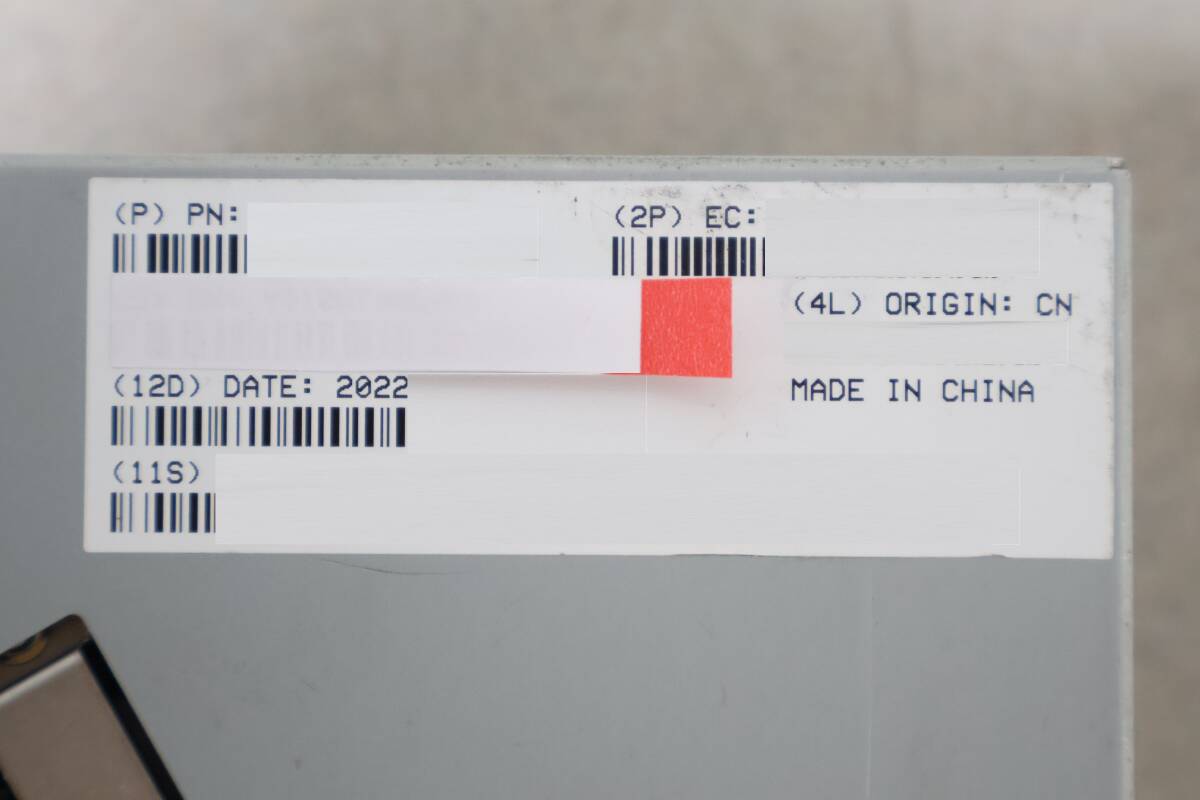 (P) PN:
(2P) EC:
(4L) ORIGIN: CN
(12D) DATE: 2022
MADE IN CHINA
(11S)